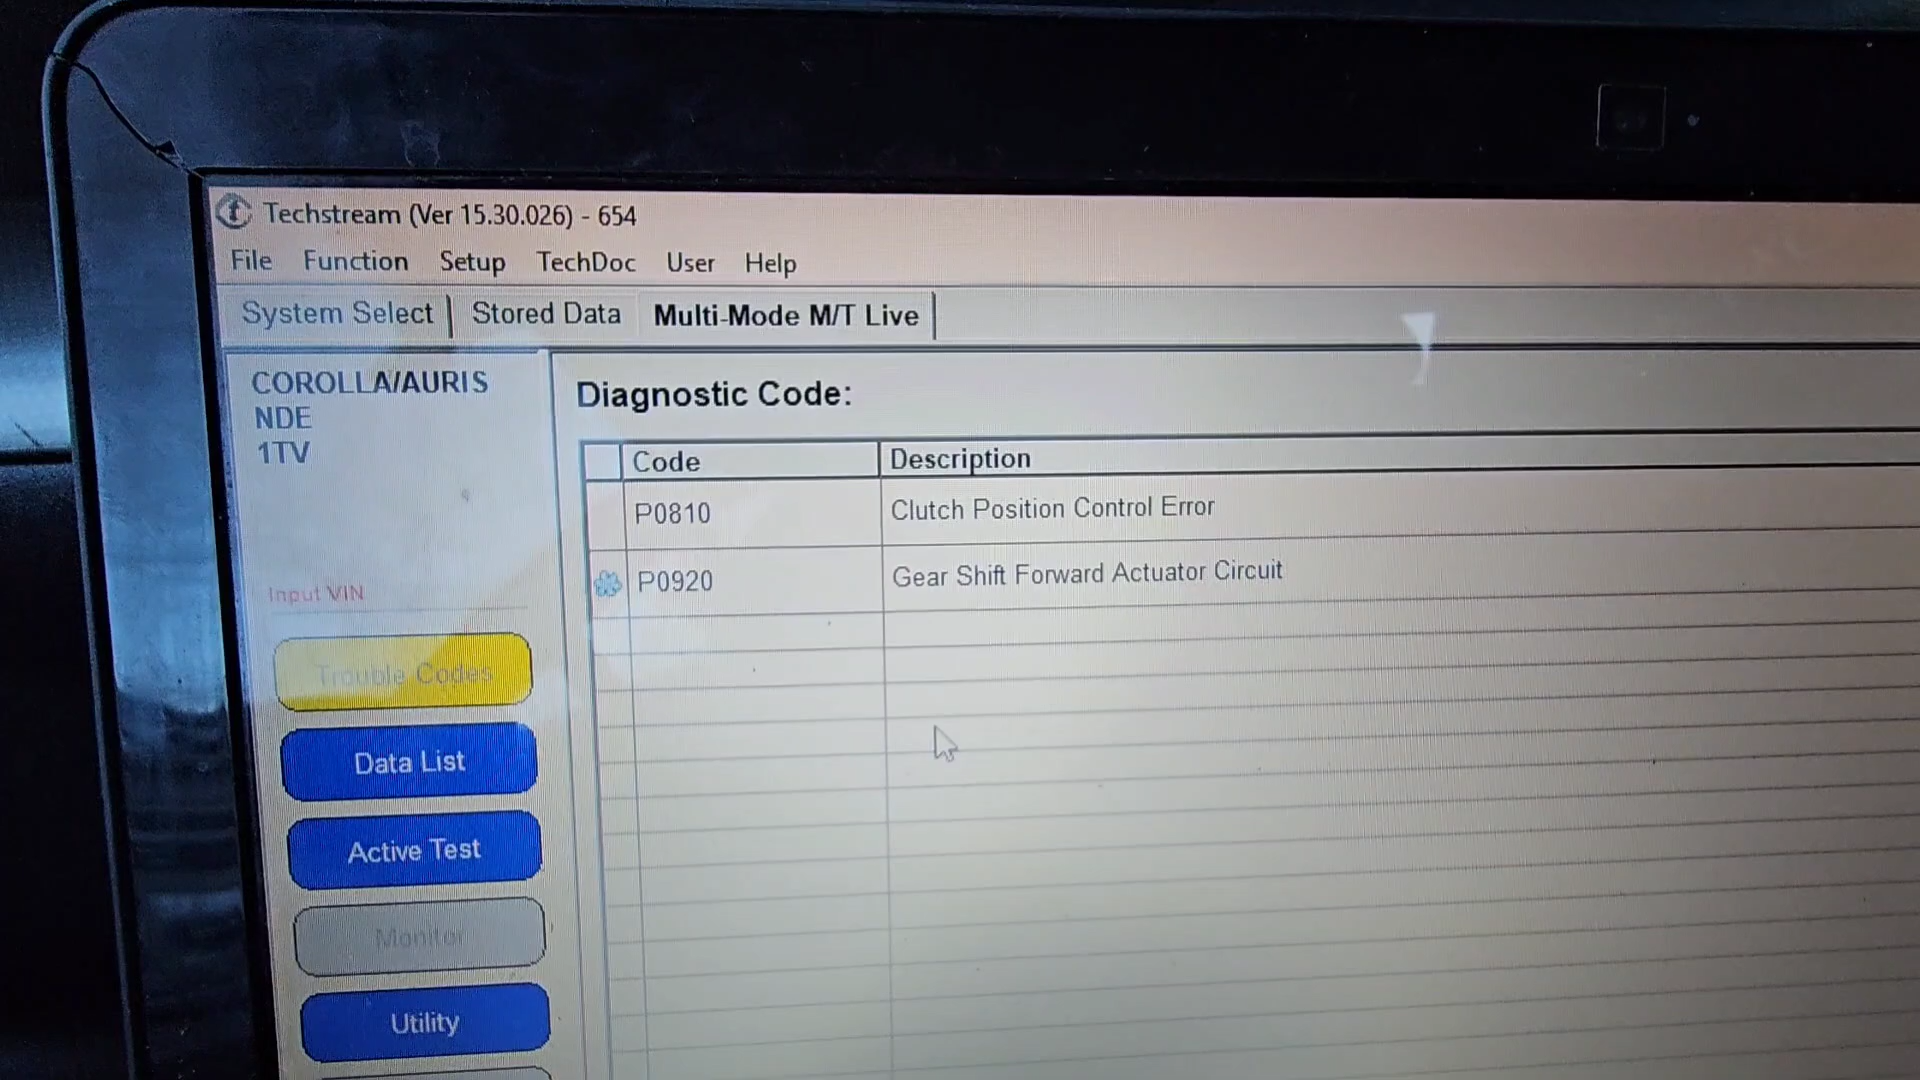 Techstream (Ver 15.30.026) - 654
File Function Setup TechDoc User Help
System Select Stored Data Multi-Mode M/T Live
COROLLA/AURIS
NDE
1TV
Input VIN
Trouble Codes
Data List
Active Test
Monitor
Utility
Diagnostic Code:
Code Description
P0810 Clutch Position Control Error
P0920 Gear Shift Forward Actuator Circuit